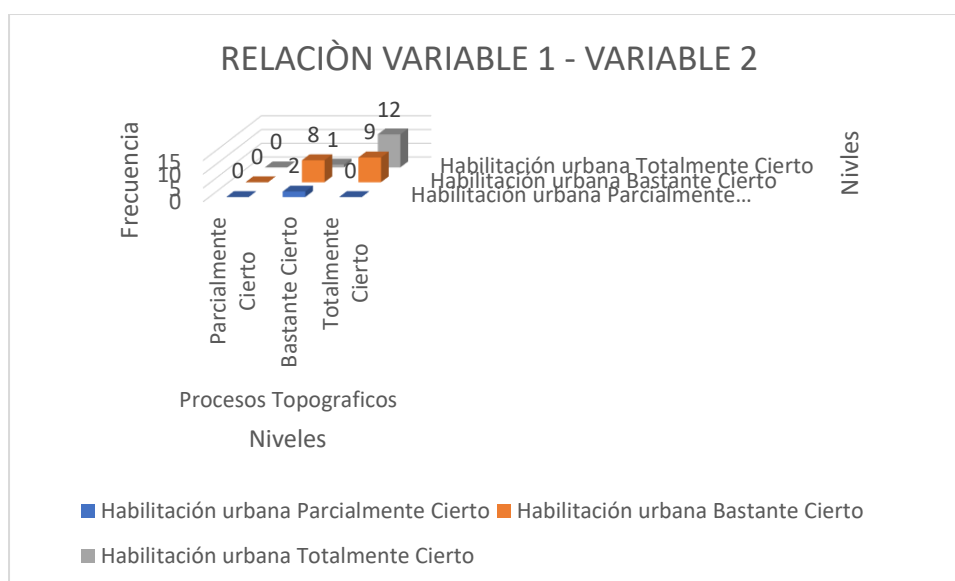 RELACIÒN VARIABLE 1 - VARIABLE 2
Frecuencia
15
10
5
0
0 0 0
2 8 1
0 9 12
Habilitación urbana Totalmente Cierto
Habilitación urbana Bastante Cierto
Habilitación urbana Parcialmente...
Nivles
Parcialmente
Cierto
Bastante Cierto
Totalmente
Cierto
Procesos Topograficos
Niveles
Habilitación urbana Parcialmente Cierto
Habilitación urbana Bastante Cierto
Habilitación urbana Totalmente Cierto